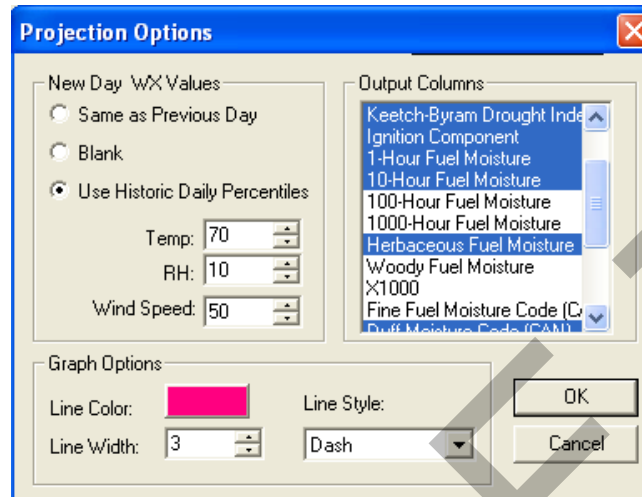 Projection Options
New Day WX Values
Same as Previous Day
Blank
Use Historic Daily Percentiles
Temp: 70
RH: 10
Wind Speed: 50
Output Columns
Keetch-Byram Drought Inde
Ignition Component
1-Hour Fuel Moisture
10-Hour Fuel Moisture
100-Hour Fuel Moisture
1000-Hour Fuel Moisture
Herbaceous Fuel Moisture
Woody Fuel Moisture
X1000
Fine Fuel Moisture Code (CA
Duff Moisture Code (CAN)
Graph Options
Line Color:
Line Width: 3
Line Style:
Dash
OK
Cancel